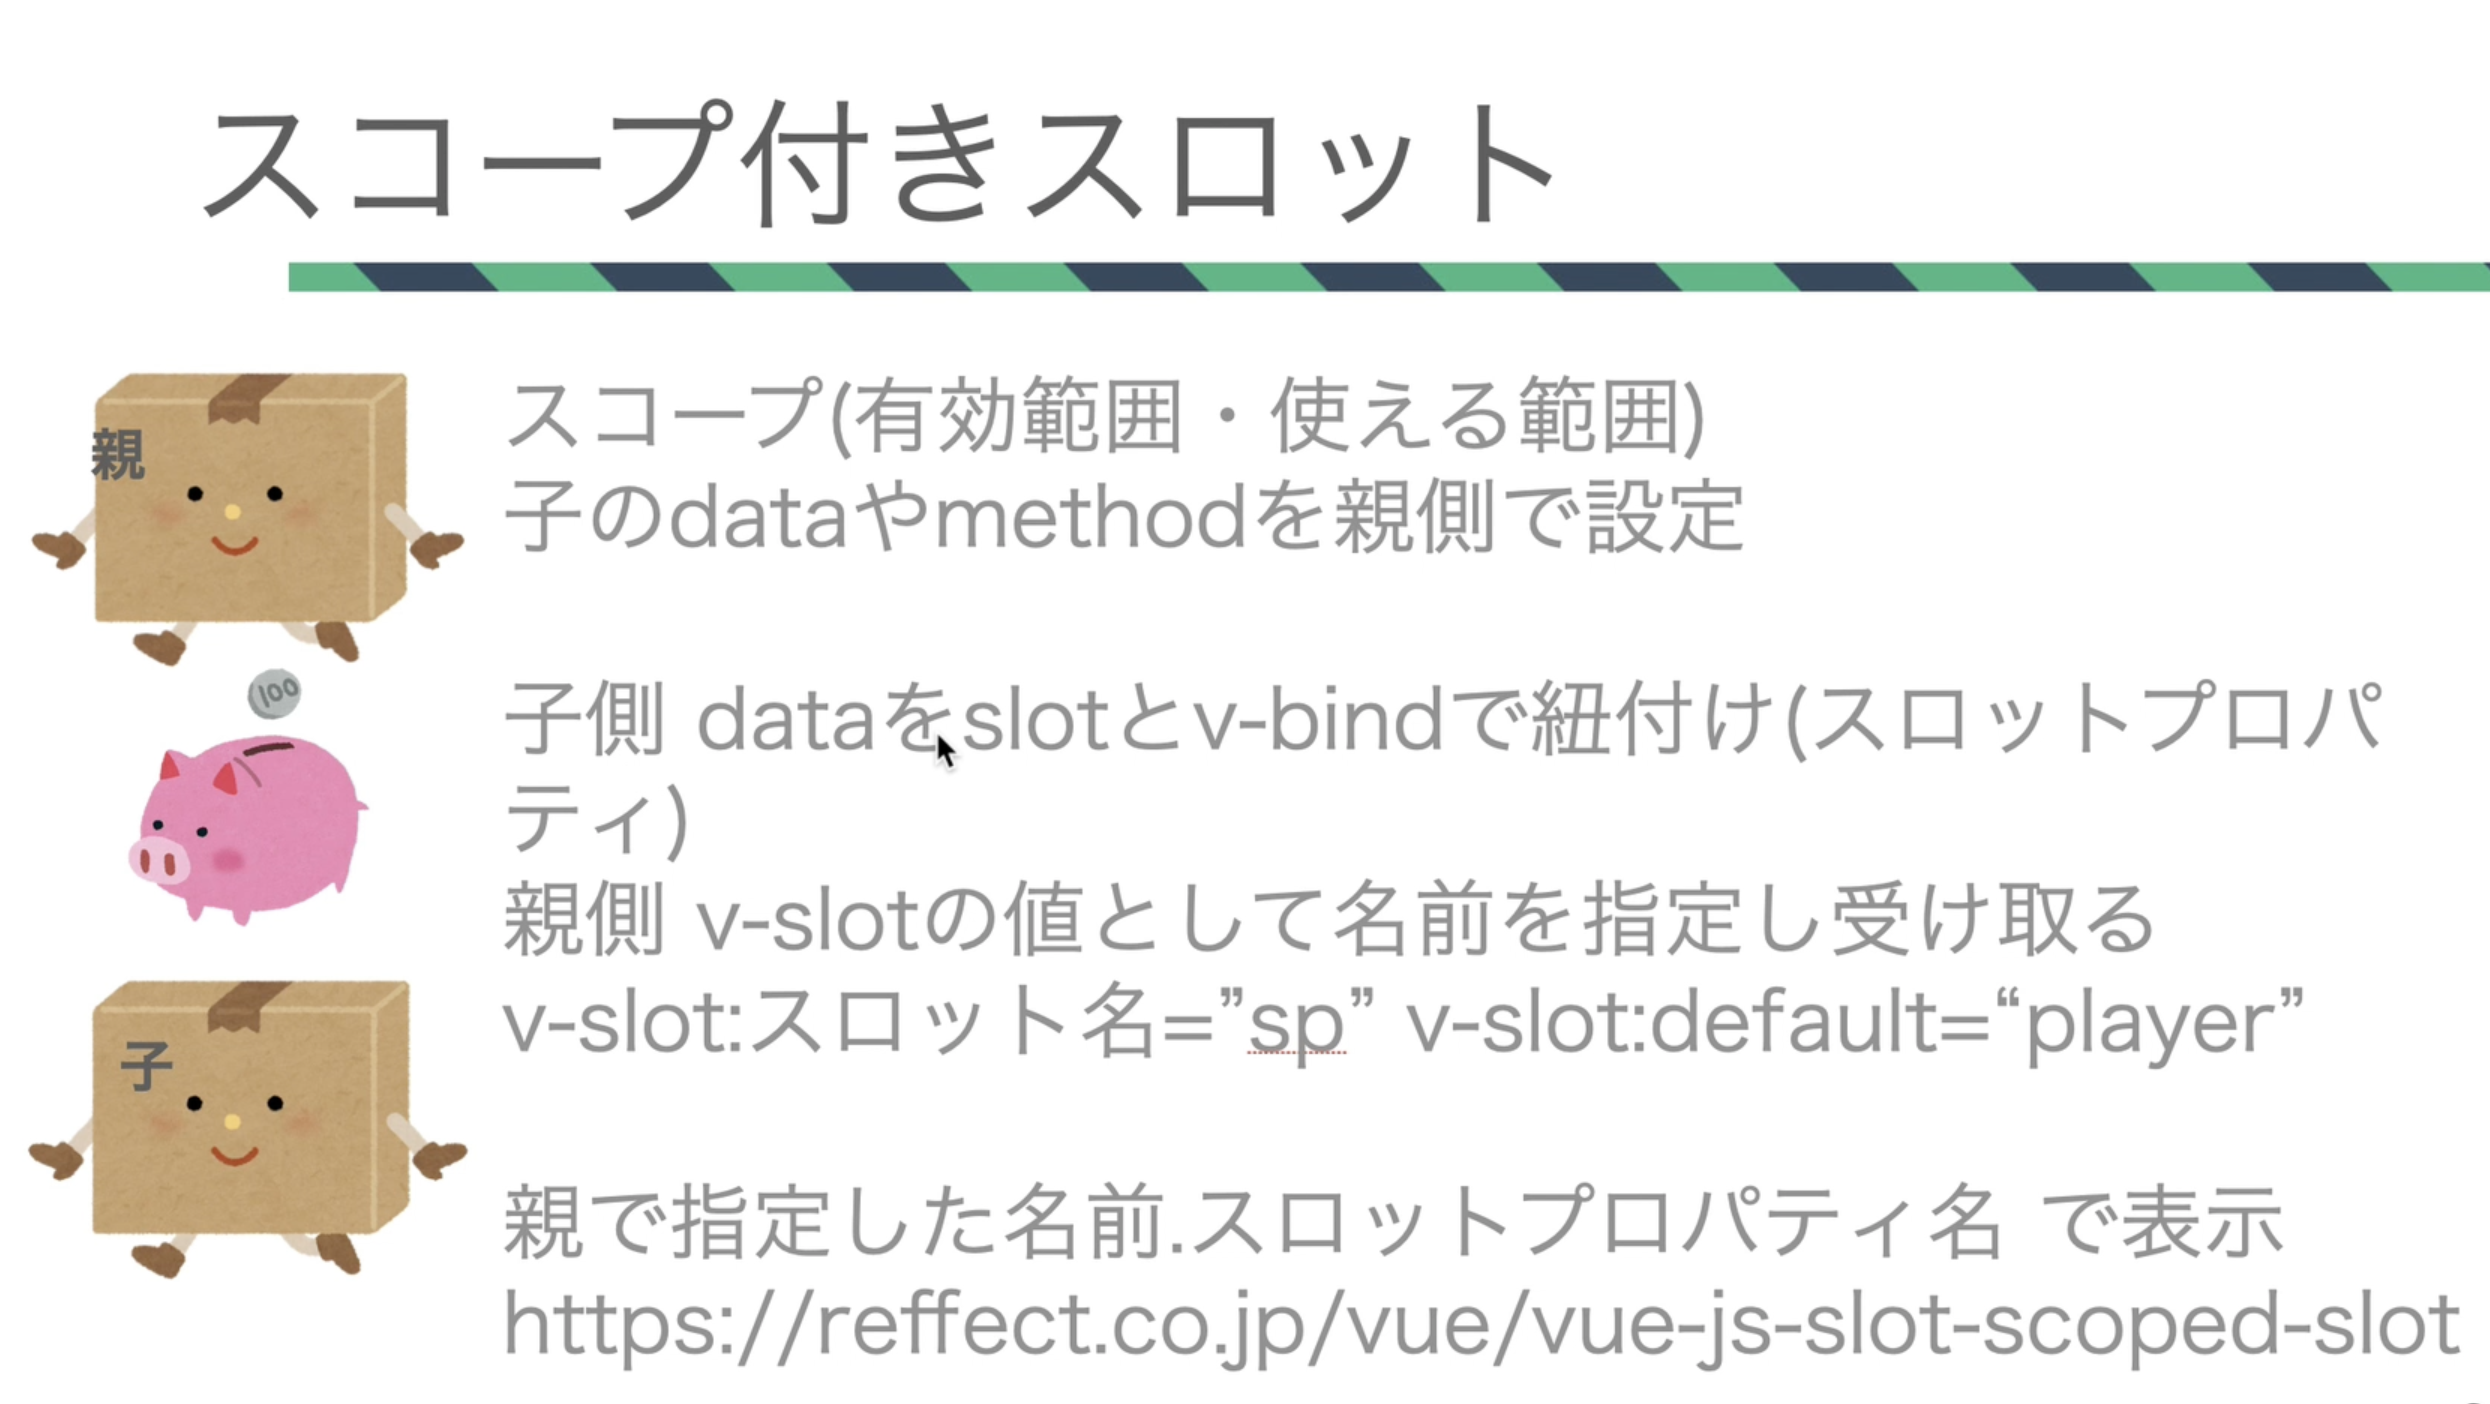 スコープ付きスロット
親
スコープ(有効範囲・使える範囲)
子のdataやmethodを親側で設定
100
子側 dataをslotとv-bindで紐付け(スロットプロパ
ティ)
親側 v-slotの値として名前を指定し受け取る
v-slot:スロット名=”sp” v-slot:default=“player”
子
親で指定した名前.スロットプロパティ名 で表示
https://reffect.co.jp/vue/vue-js-slot-scoped-slot